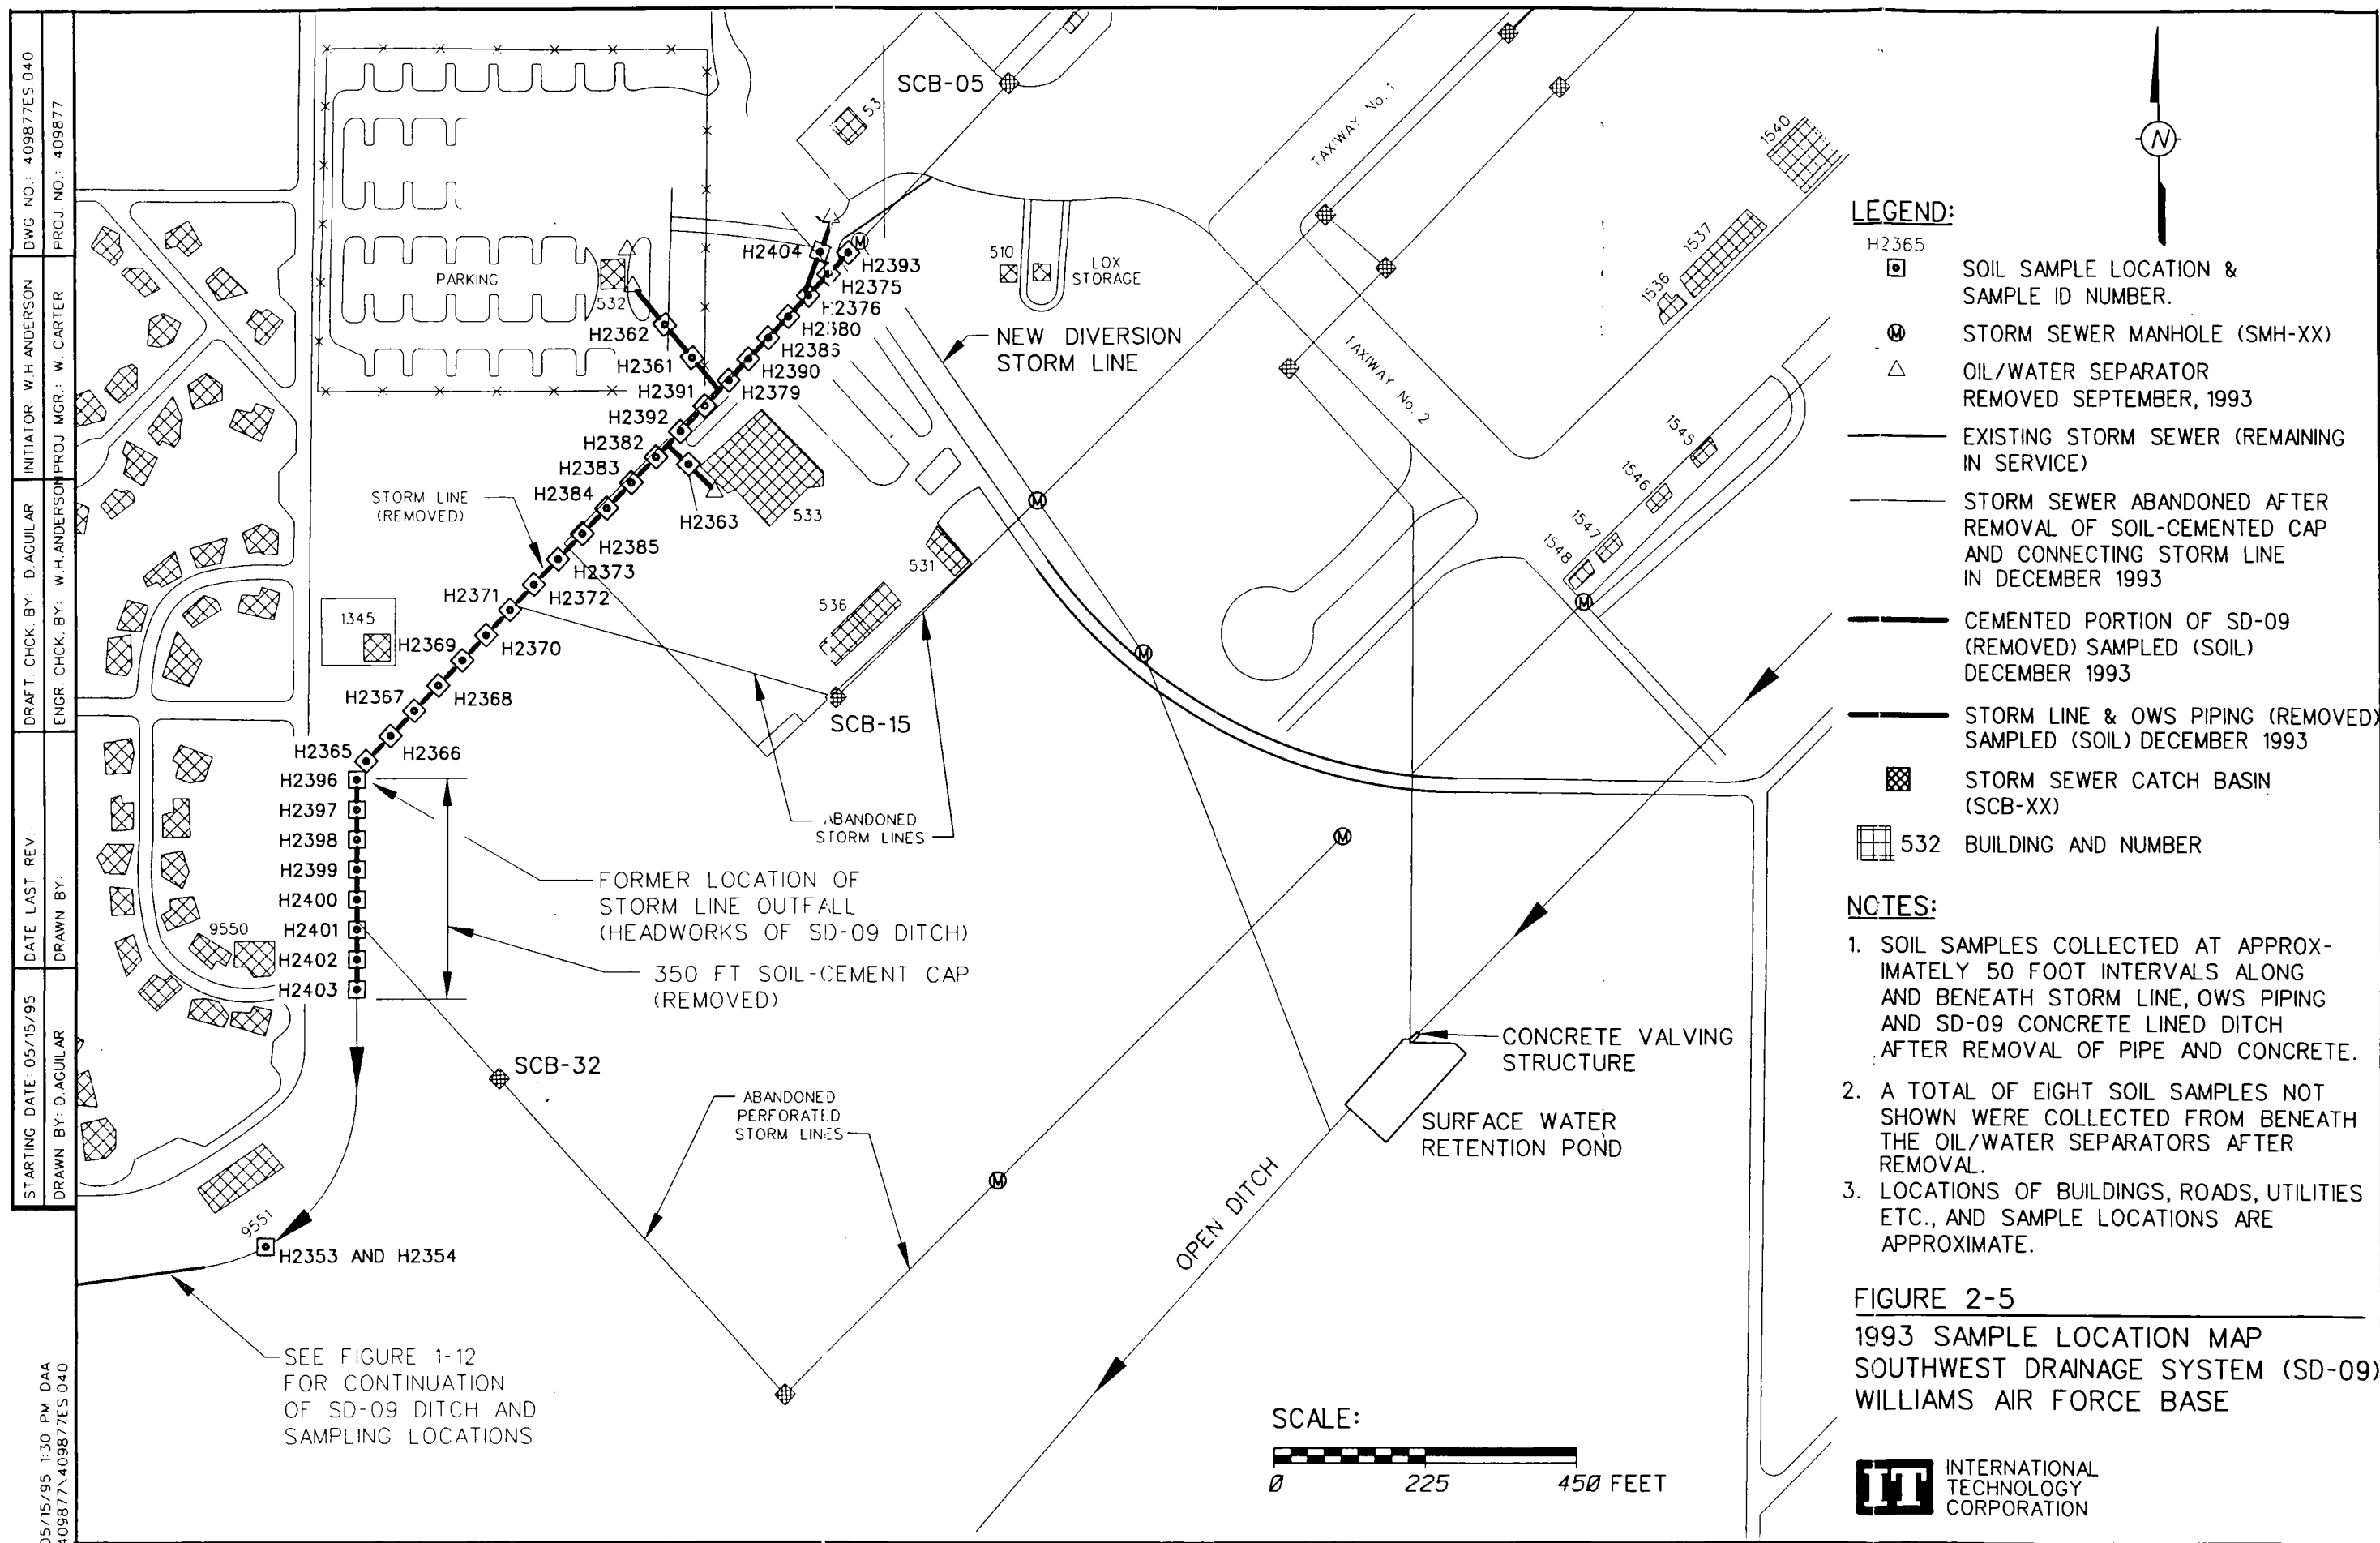 DWG NO.: 409877ES.040
PROJ. NO.: 409877
INITIATOR: W.H ANDERSON
PROJ MGR.: W. CARTER
DRAFT. CHCK. BY: D.AGUILAR
ENGR. CHCK. BY: W.H.ANDERSON
DATE LAST REV.:
DRAWN BY:
STARTING DATE: 05/15/95
DRAWN BY: D.AGUILAR
05/15/95 1:30 PM DAA
409877\409877ES 040
SCB-05
53
TAXIWAY No. 1
1540
1537
1536
H2404
H2393
H2375
H2376
H2380
H2386
H2390
H2379
PARKING
532
H2362
H2361
H2391
H2392
H2382
H2383
H2384
510
LOX
STORAGE
NEW DIVERSION
STORM LINE
TAXIWAY No. 2
1545
1546
1547
1548
STORM LINE
(REMOVED)
H2363
533
H2385
H2373
H2372
H2371
531
536
1345
H2369
H2370
H2367
H2368
SCB-15
H2365
H2366
H2396
H2397
H2398
H2399
H2400
H2401
H2402
H2403
9550
ABANDONED
STORM LINES
FORMER LOCATION OF
STORM LINE OUTFALL
(HEADWORKS OF SD-09 DITCH)
350 FT SOIL-CEMENT CAP
(REMOVED)
SCB-32
ABANDONED
PERFORATED
STORM LINES
CONCRETE VALVING
STRUCTURE
SURFACE WATER
RETENTION POND
OPEN DITCH
9551
H2353 AND H2354
SEE FIGURE 1-12
FOR CONTINUATION
OF SD-09 DITCH AND
SAMPLING LOCATIONS
SCALE:
0 225 450 FEET
N
LEGEND:
H2365
SOIL SAMPLE LOCATION &
SAMPLE ID NUMBER.
M STORM SEWER MANHOLE (SMH-XX)
OIL/WATER SEPARATOR
REMOVED SEPTEMBER, 1993
EXISTING STORM SEWER (REMAINING
IN SERVICE)
STORM SEWER ABANDONED AFTER
REMOVAL OF SOIL-CEMENTED CAP
AND CONNECTING STORM LINE
IN DECEMBER 1993
CEMENTED PORTION OF SD-09
(REMOVED) SAMPLED (SOIL)
DECEMBER 1993
STORM LINE & OWS PIPING (REMOVED)
SAMPLED (SOIL) DECEMBER 1993
STORM SEWER CATCH BASIN
(SCB-XX)
532 BUILDING AND NUMBER
NOTES:
1. SOIL SAMPLES COLLECTED AT APPROX-
IMATELY 50 FOOT INTERVALS ALONG
AND BENEATH STORM LINE, OWS PIPING
AND SD-09 CONCRETE LINED DITCH
AFTER REMOVAL OF PIPE AND CONCRETE.
2. A TOTAL OF EIGHT SOIL SAMPLES NOT
SHOWN WERE COLLECTED FROM BENEATH
THE OIL/WATER SEPARATORS AFTER
REMOVAL.
3. LOCATIONS OF BUILDINGS, ROADS, UTILITIES
ETC., AND SAMPLE LOCATIONS ARE
APPROXIMATE.
FIGURE 2-5
1993 SAMPLE LOCATION MAP
SOUTHWEST DRAINAGE SYSTEM (SD-09)
WILLIAMS AIR FORCE BASE
IT
INTERNATIONAL
TECHNOLOGY
CORPORATION